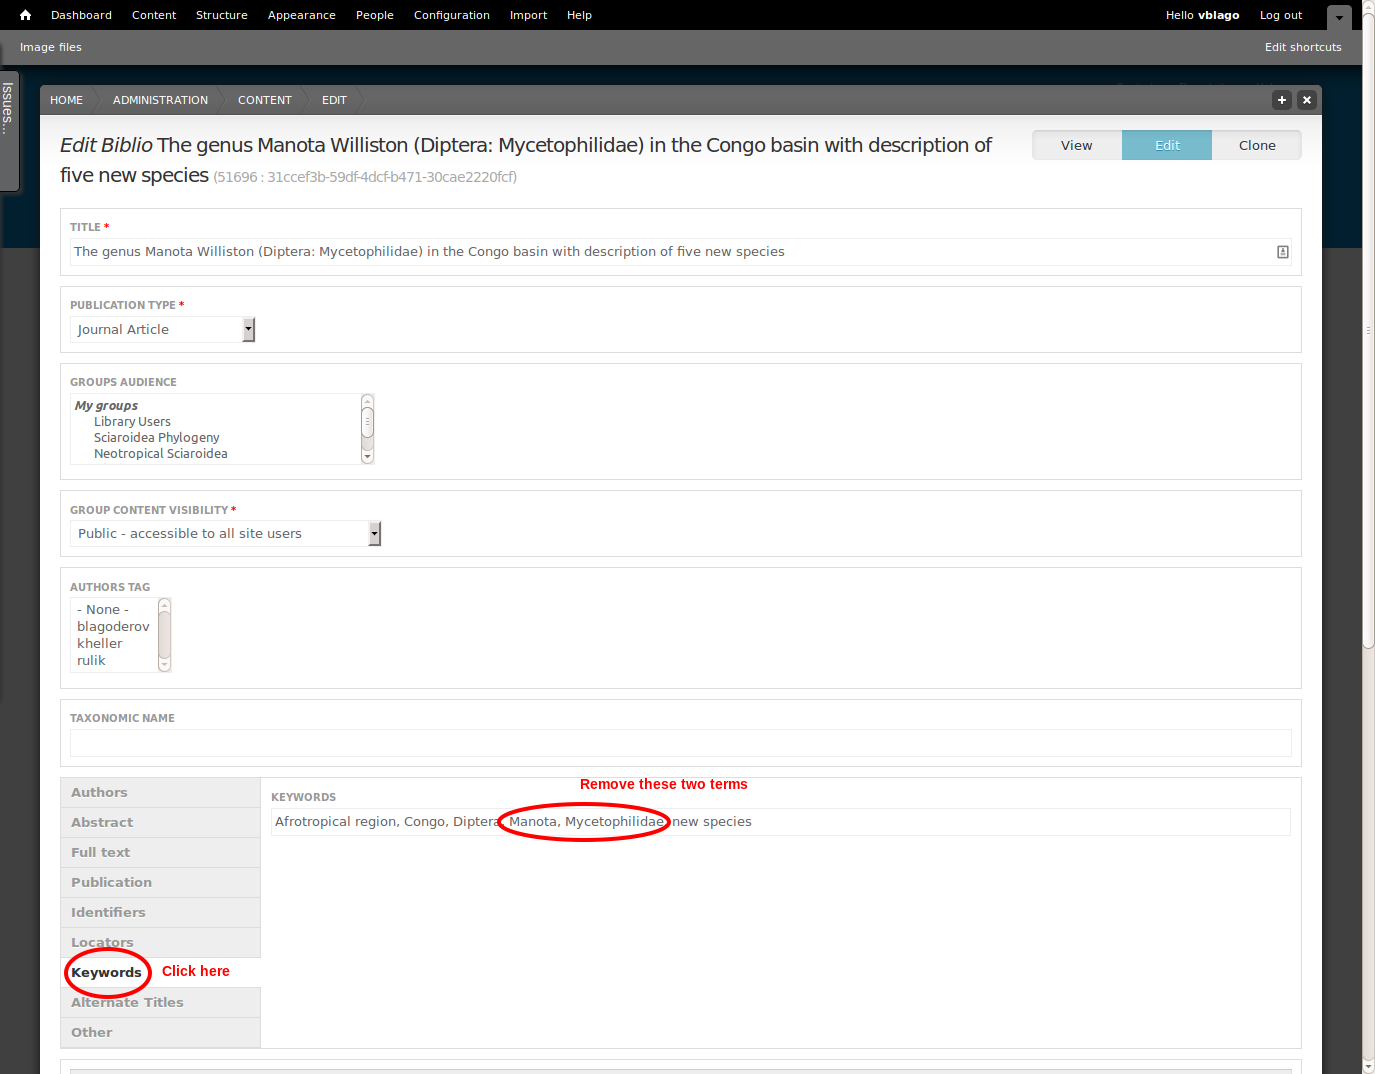 Dashboard Content Structure Appearance People Configuration Import Help Hello vblago Log out
Image files Edit shortcuts
Issues...
HOME ADMINISTRATION CONTENT EDIT
Edit Biblio The genus Manota Williston (Diptera: Mycetophilidae) in the Congo basin with description of
five new species (51696 : 31ccef3b-59df-4dcf-b471-30cae2220fcf)
View Edit Clone
TITLE *
The genus Manota Williston (Diptera: Mycetophilidae) in the Congo basin with description of five new species
PUBLICATION TYPE *
Journal Article
GROUPS AUDIENCE
My groups
Library Users
Sciaroidea Phylogeny
Neotropical Sciaroidea
GROUP CONTENT VISIBILITY *
Public - accessible to all site users
AUTHORS TAG
- None -
blagoderov
kheller
rulik
TAXONOMIC NAME
Remove these two terms
KEYWORDS
Afrotropical region, Congo, Diptera, Manota, Mycetophilidae, new species
Authors
Abstract
Full text
Publication
Identifiers
Locators
Keywords Click here
Alternate Titles
Other